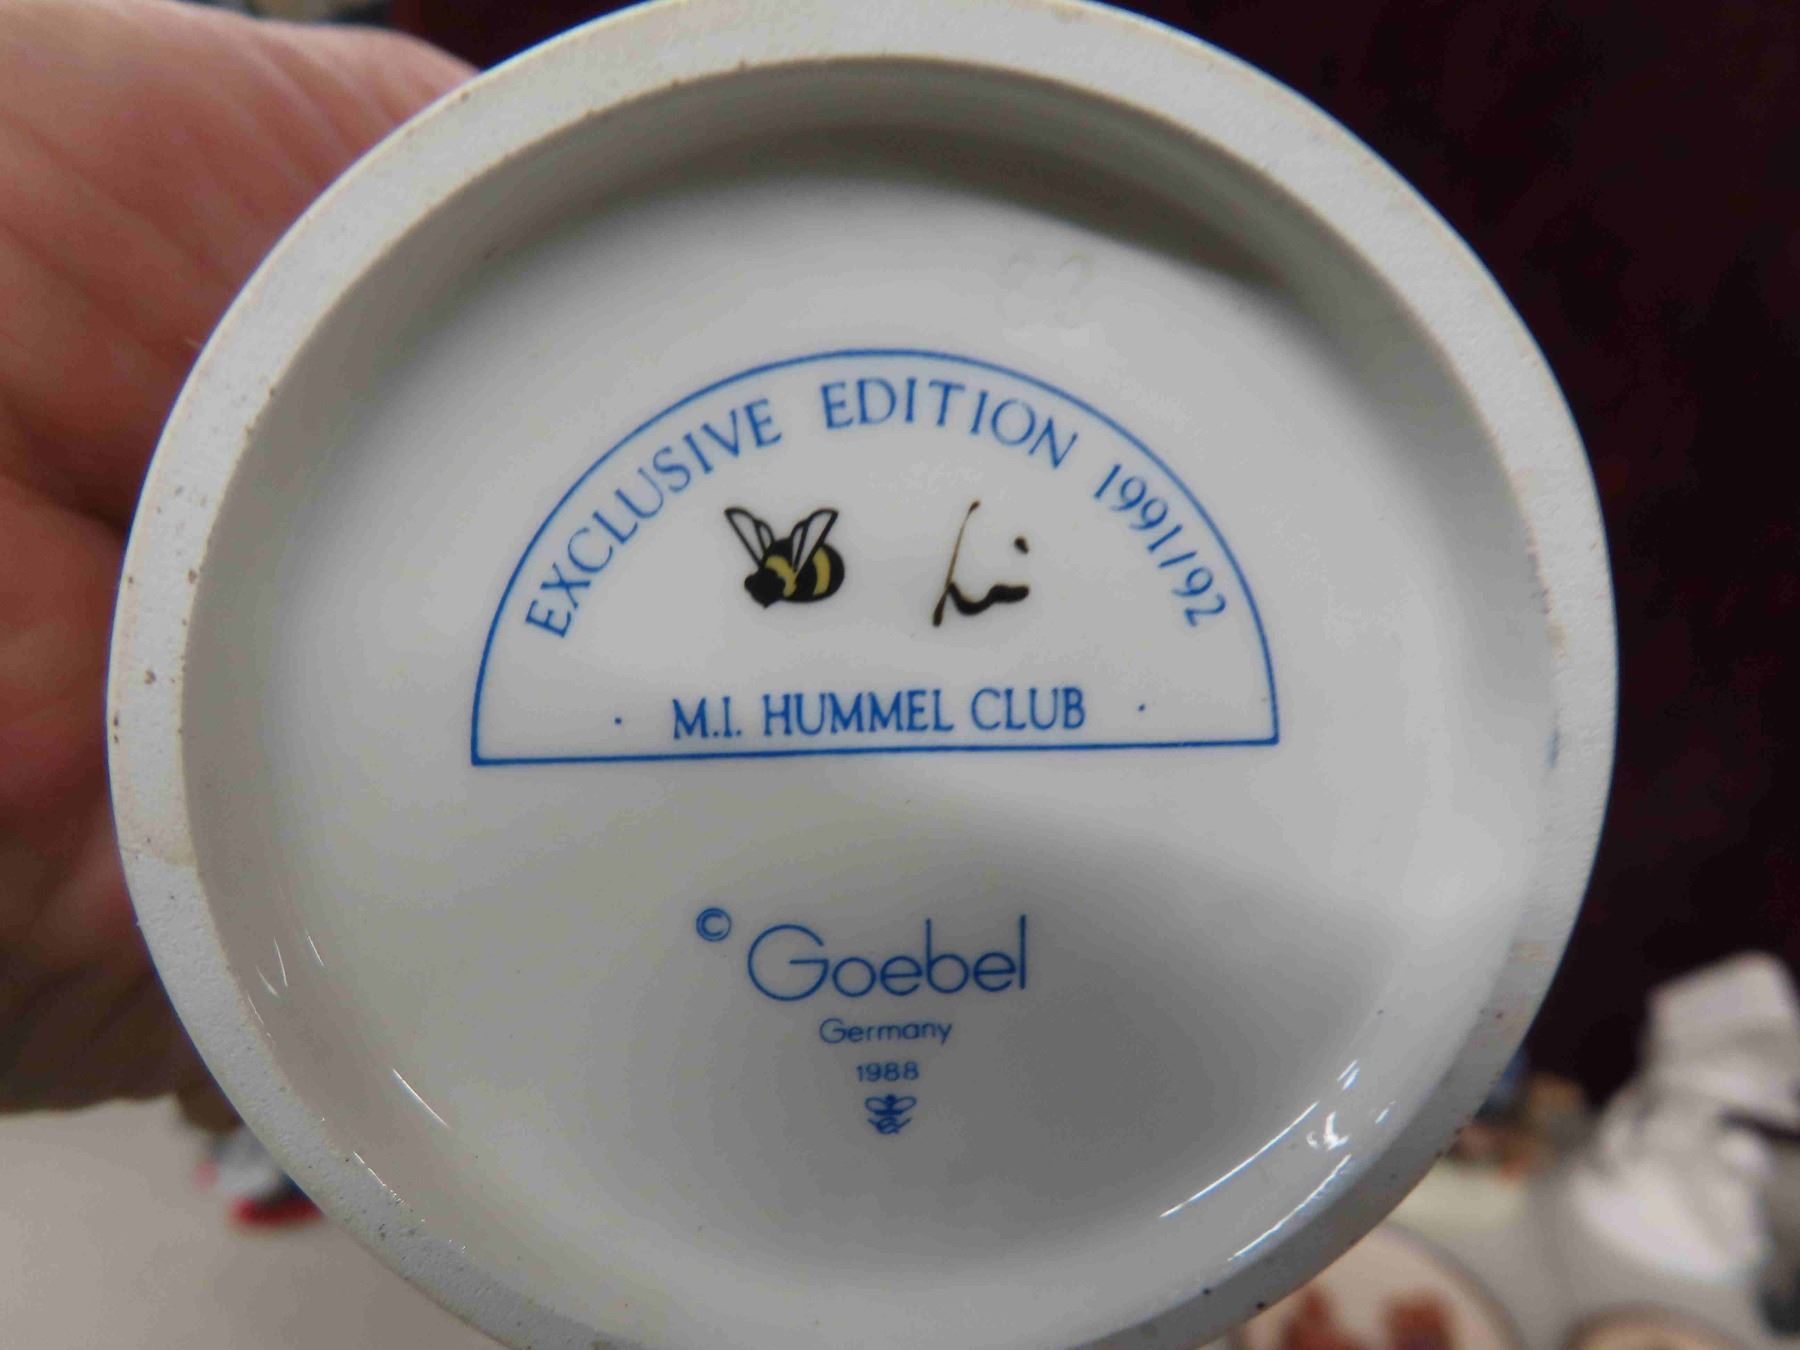 EXCLUSIVE EDITION 1991/92
· M.I. HUMMEL CLUB ·
© Goebel
Germany
1988